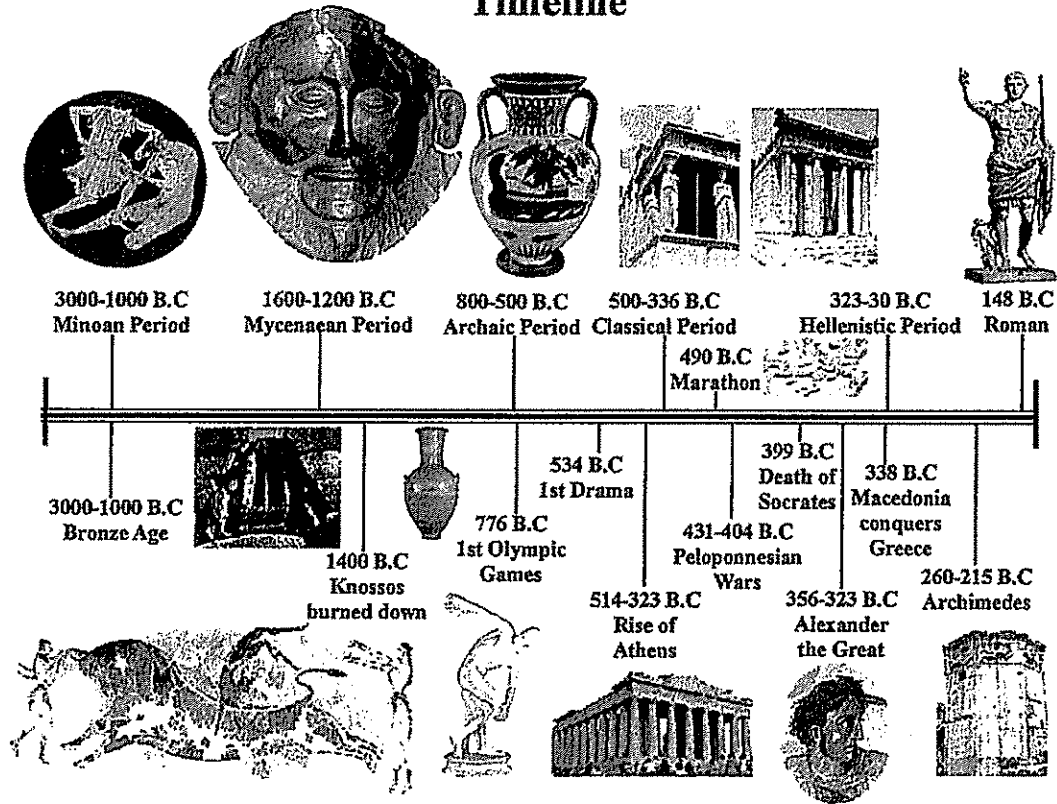 Timeline
3000-1000 B.C
Minoan Period
1600-1200 B.C
Mycenaean Period
800-500 B.C
Archaic Period
500-336 B.C
Classical Period
323-30 B.C
Hellenistic Period
148 B.C
Roman
490 B.C
Marathon
3000-1000 B.C
Bronze Age
1400 B.C
Knossos
burned down
776 B.C
1st Olympic
Games
534 B.C
1st Drama
514-323 B.C
Rise of
Athens
431-404 B.C
Peloponnesian
Wars
399 B.C
Death of
Socrates
356-323 B.C
Alexander
the Great
338 B.C
Macedonia
conquers
Greece
260-215 B.C
Archimedes